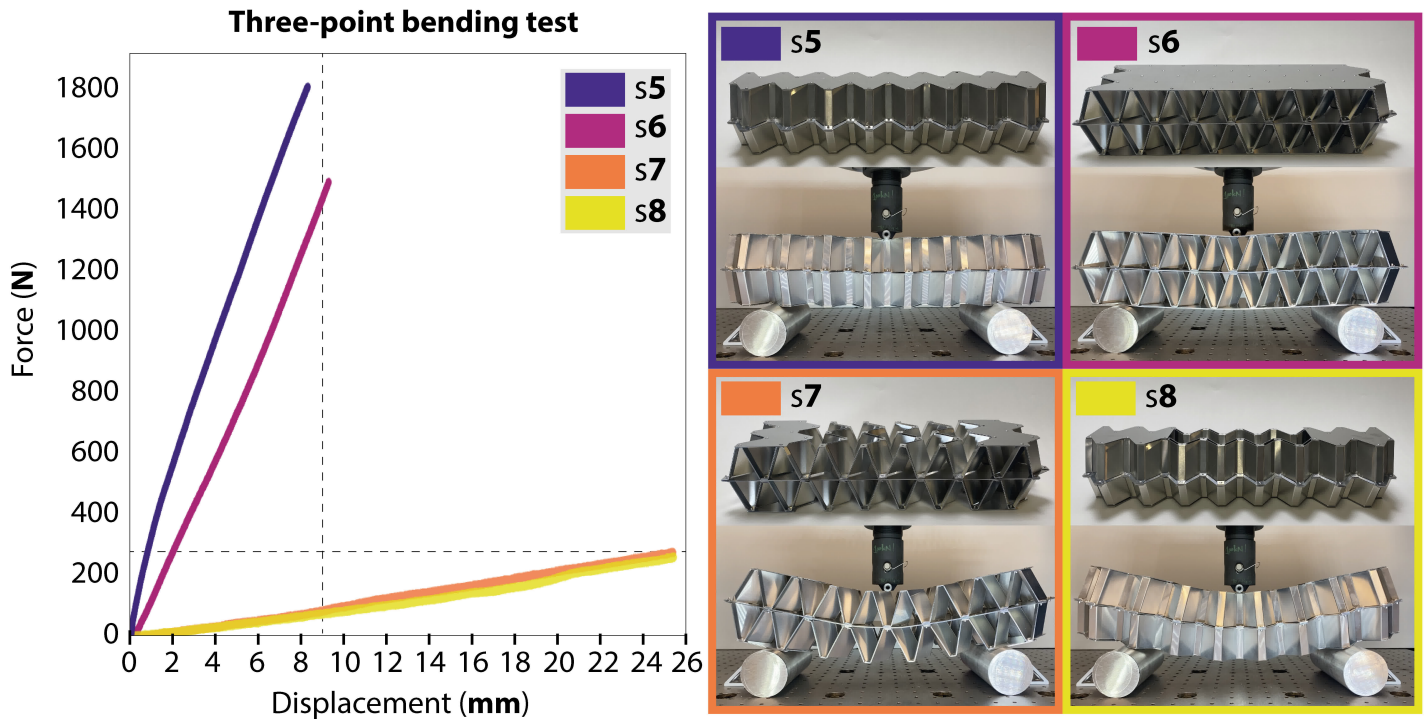 Three-point bending test
Force (N)
1800
1600
1400
1200
1000
800
600
400
200
0
0 2 4 6 8 10 12 14 16 18 20 22 24 26
Displacement (mm)
s5
s6
s7
s8
s5
s6
s7
s8